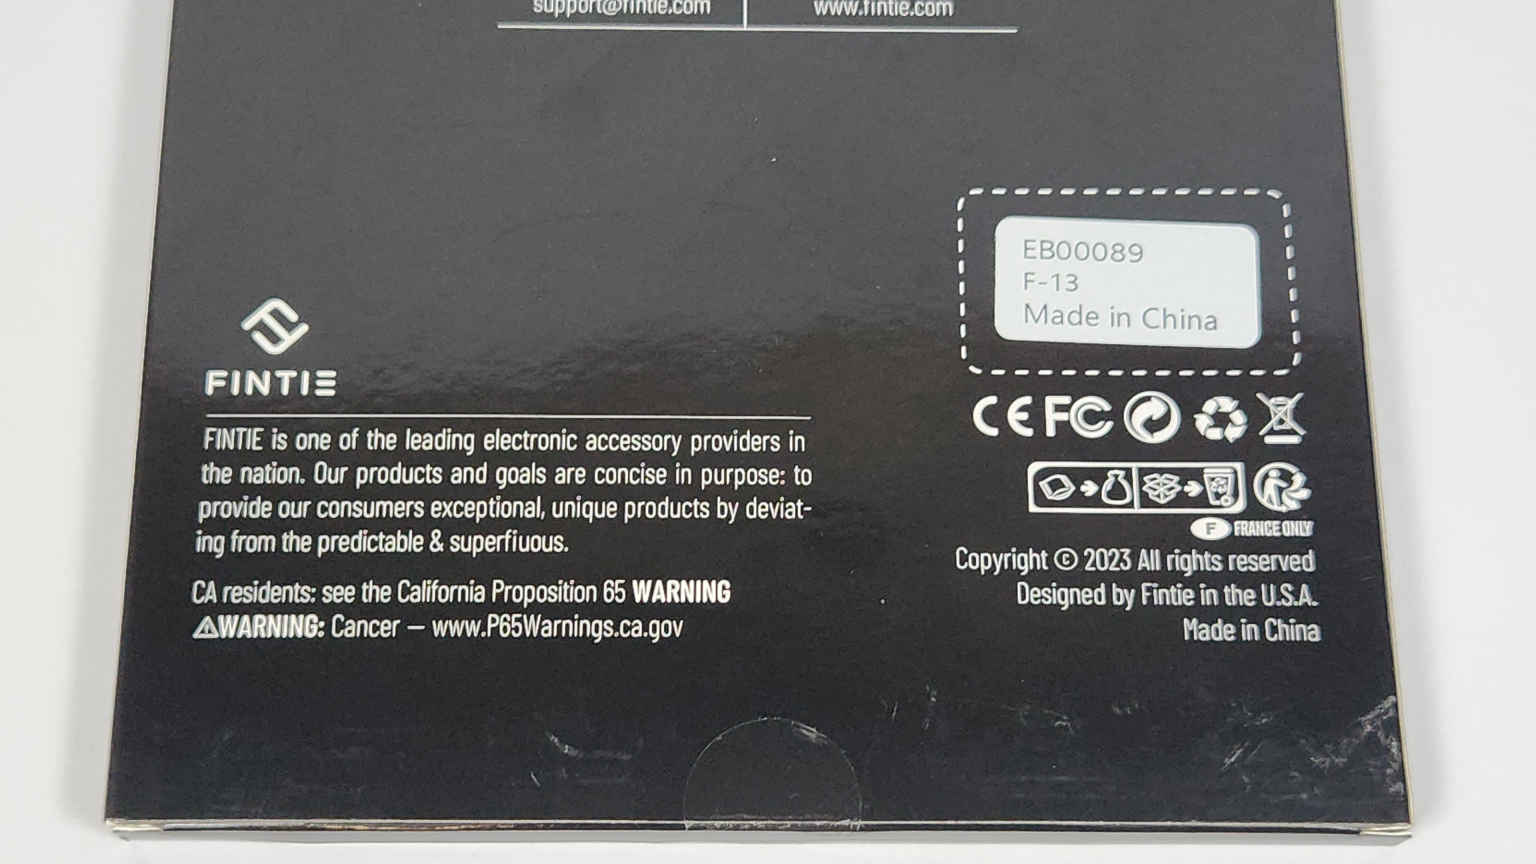 support@fintie.com
www.fintie.com
EB00089
F-13
Made in China
FINTIE
FINTIE is one of the leading electronic accessory providers in
the nation. Our products and goals are concise in purpose: to
provide our consumers exceptional, unique products by deviat-
ing from the predictable & superfiuous.
CA residents: see the California Proposition 65 WARNING
⚠WARNING: Cancer — www.P65Warnings.ca.gov
CE FC
F FRANCE ONLY
Copyright © 2023 All rights reserved
Designed by Fintie in the U.S.A.
Made in China